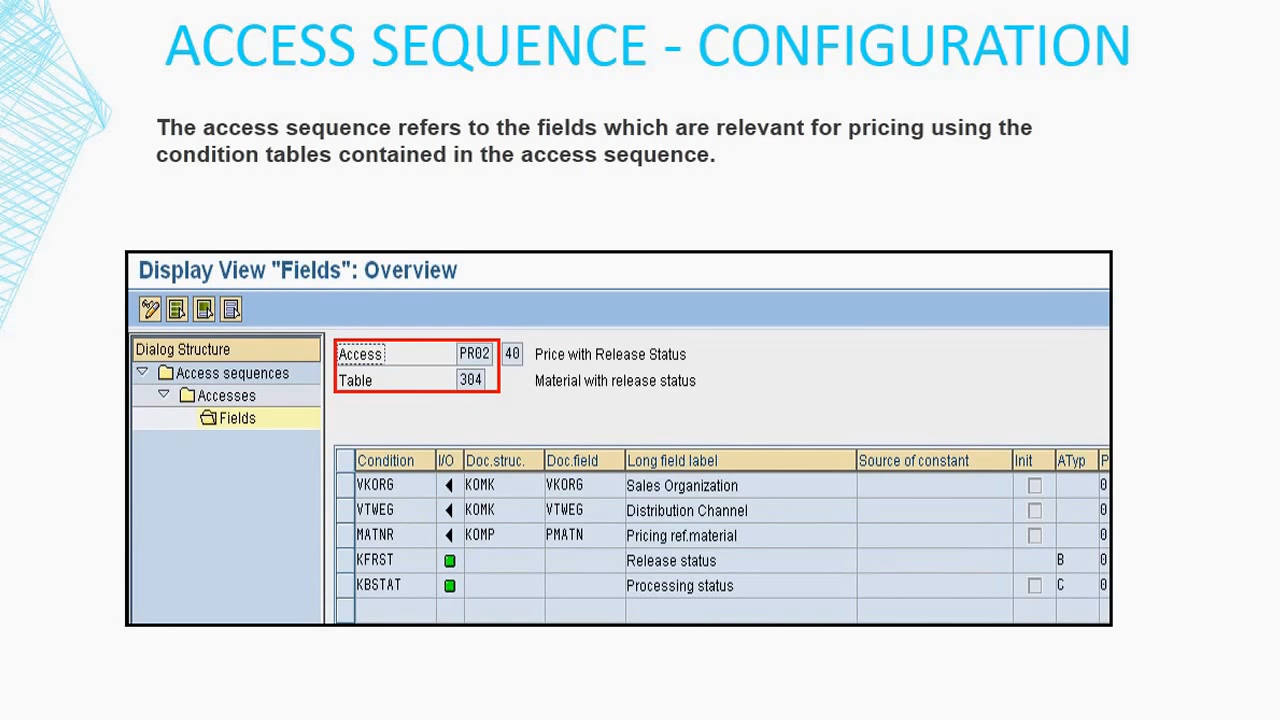 ACCESS SEQUENCE - CONFIGURATION
The access sequence refers to the fields which are relevant for pricing using the
condition tables contained in the access sequence.
Display View "Fields": Overview
Dialog Structure
Access sequences
Accesses
Fields
Access PR02 40 Price with Release Status
Table 304 Material with release status
Condition I/O Doc.struc. Doc.field Long field label Source of constant Init ATyp P
VKORG KOMK VKORG Sales Organization 0
VTWEG KOMK VTWEG Distribution Channel 0
MATNR KOMP PMATN Pricing ref.material 0
KFRST Release status B 0
KBSTAT Processing status C 0